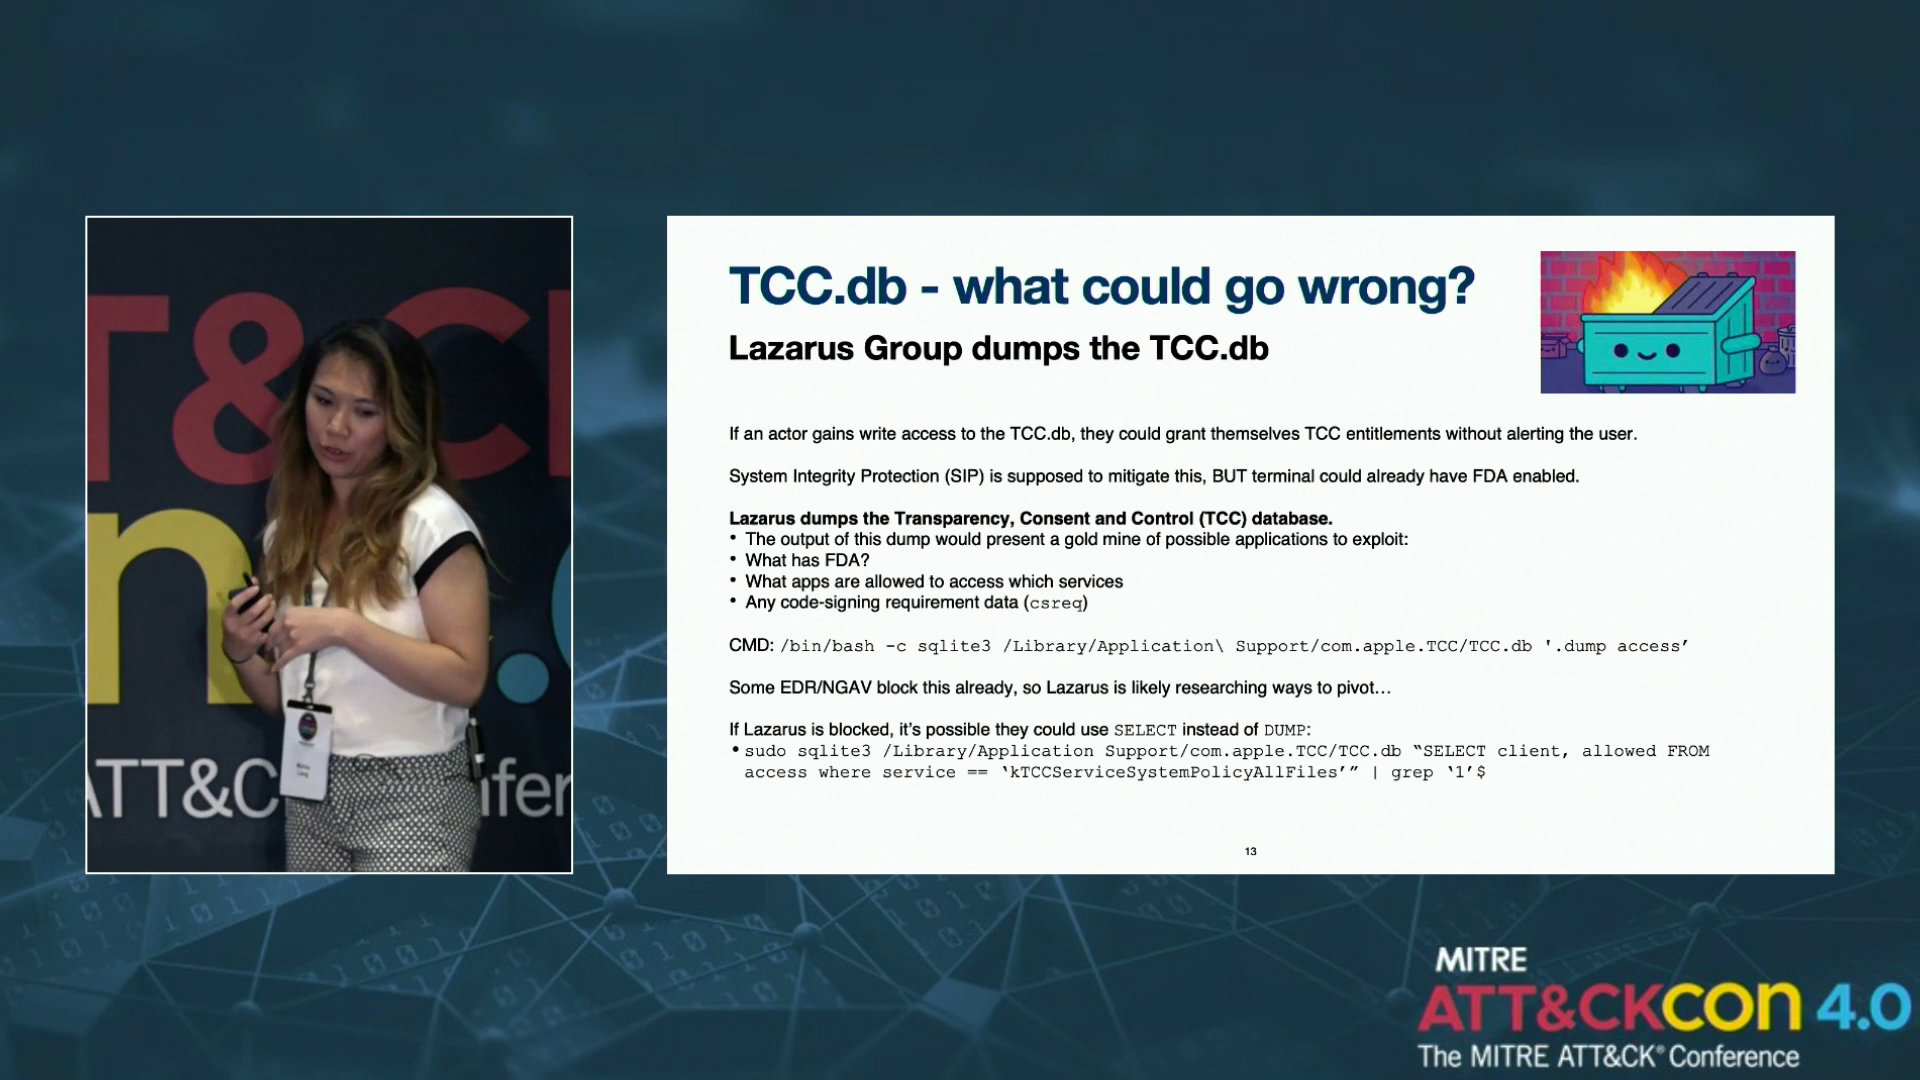 T&C
n.
ATT&C nfer
TCC.db - what could go wrong?
Lazarus Group dumps the TCC.db
If an actor gains write access to the TCC.db, they could grant themselves TCC entitlements without alerting the user.
System Integrity Protection (SIP) is supposed to mitigate this, BUT terminal could already have FDA enabled.
Lazarus dumps the Transparency, Consent and Control (TCC) database.
• The output of this dump would present a gold mine of possible applications to exploit:
• What has FDA?
• What apps are allowed to access which services
• Any code-signing requirement data (csreq)
CMD: /bin/bash -c sqlite3 /Library/Application\ Support/com.apple.TCC/TCC.db '.dump access’
Some EDR/NGAV block this already, so Lazarus is likely researching ways to pivot…
If Lazarus is blocked, it’s possible they could use SELECT instead of DUMP:
• sudo sqlite3 /Library/Application Support/com.apple.TCC/TCC.db “SELECT client, allowed FROM
access where service == ‘kTCCServiceSystemPolicyAllFiles’” | grep ‘1’$
13
MITRE
ATT&CKCON 4.0
The MITRE ATT&CK® Conference